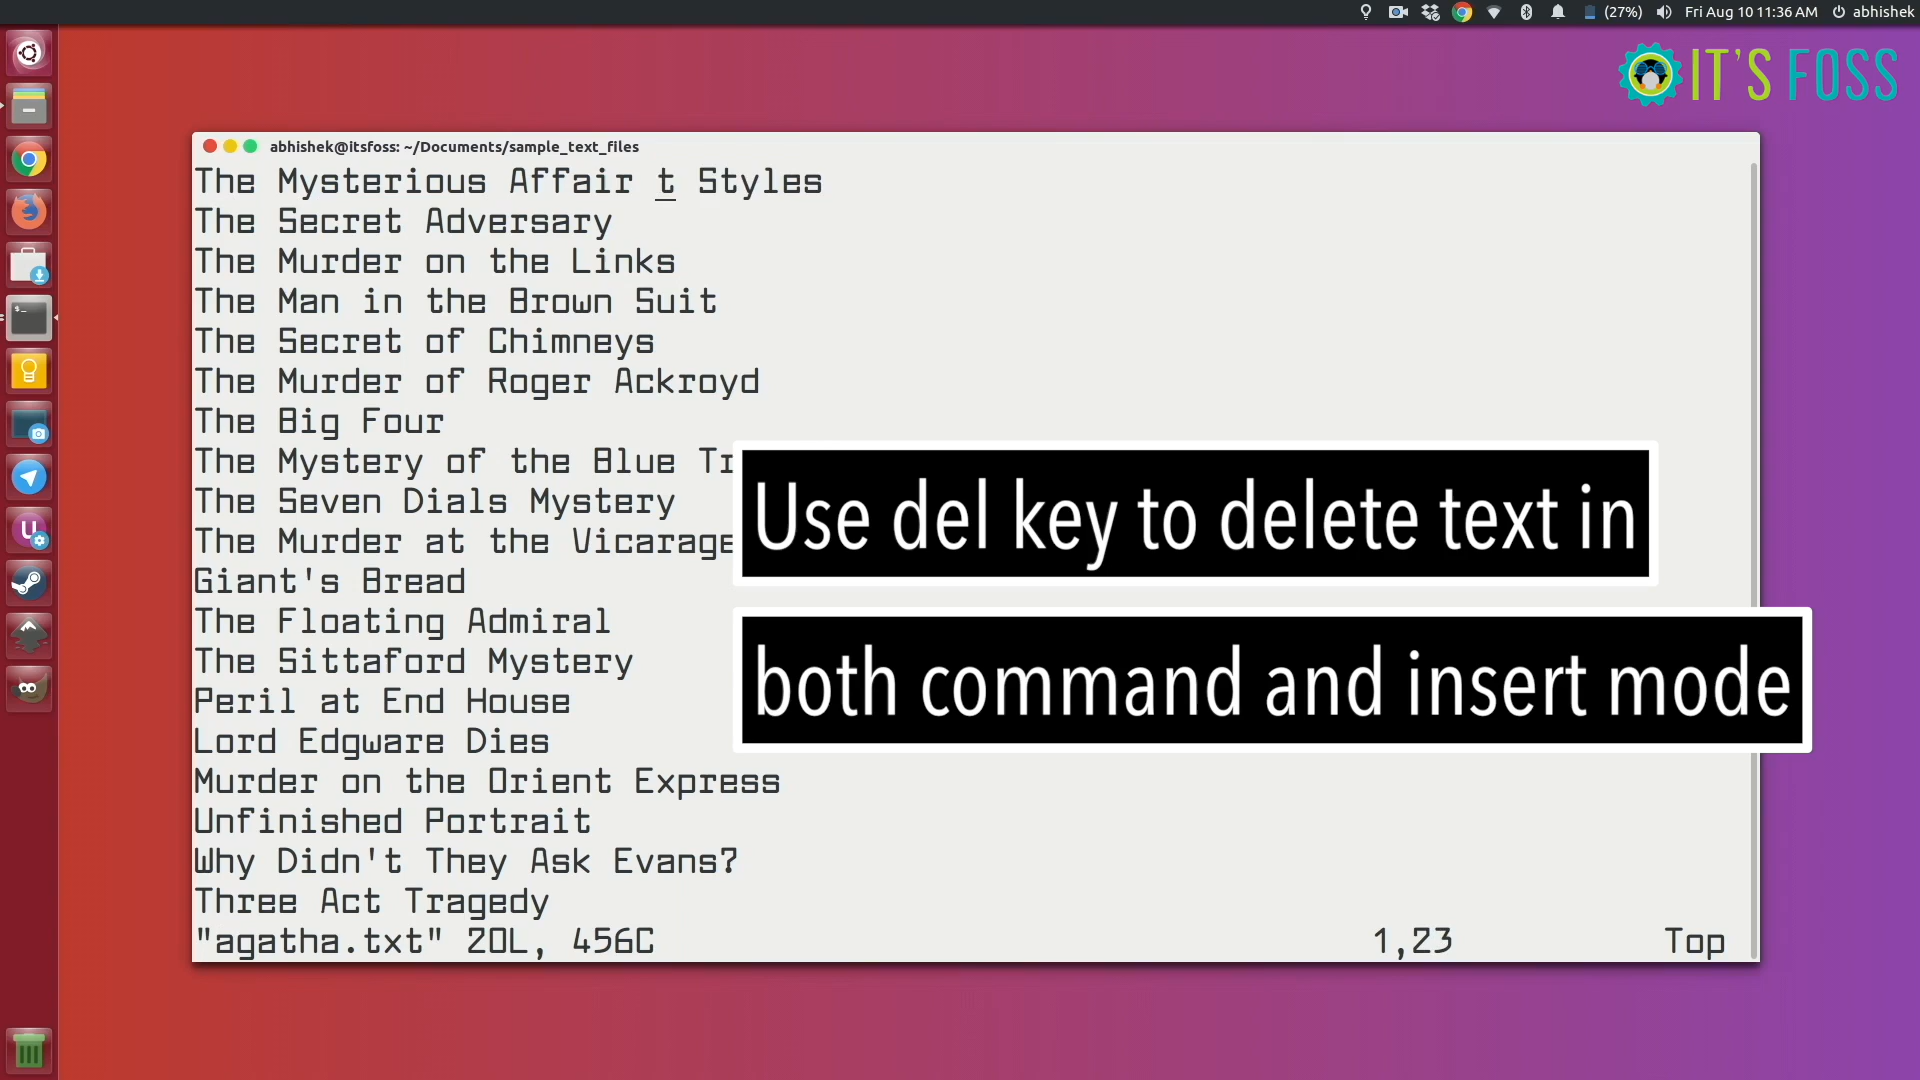 (27%) Fri Aug 10 11:36 AM abhishek
IT'S FOSS
abhishek@itsfoss: ~/Documents/sample_text_files
The Mysterious Affair t Styles
The Secret Adversary
The Murder on the Links
The Man in the Brown Suit
The Secret of Chimneys
The Murder of Roger Ackroyd
The Big Four
The Mystery of the Blue Tr
The Seven Dials Mystery
The Murder at the Vicarage
Giant's Bread
The Floating Admiral
The Sittaford Mystery
Peril at End House
Lord Edgware Dies
Murder on the Orient Express
Unfinished Portrait
Why Didn't They Ask Evans?
Three Act Tragedy
"agatha.txt" 20L, 456C 1,23 Top
Use del key to delete text in
both command and insert mode